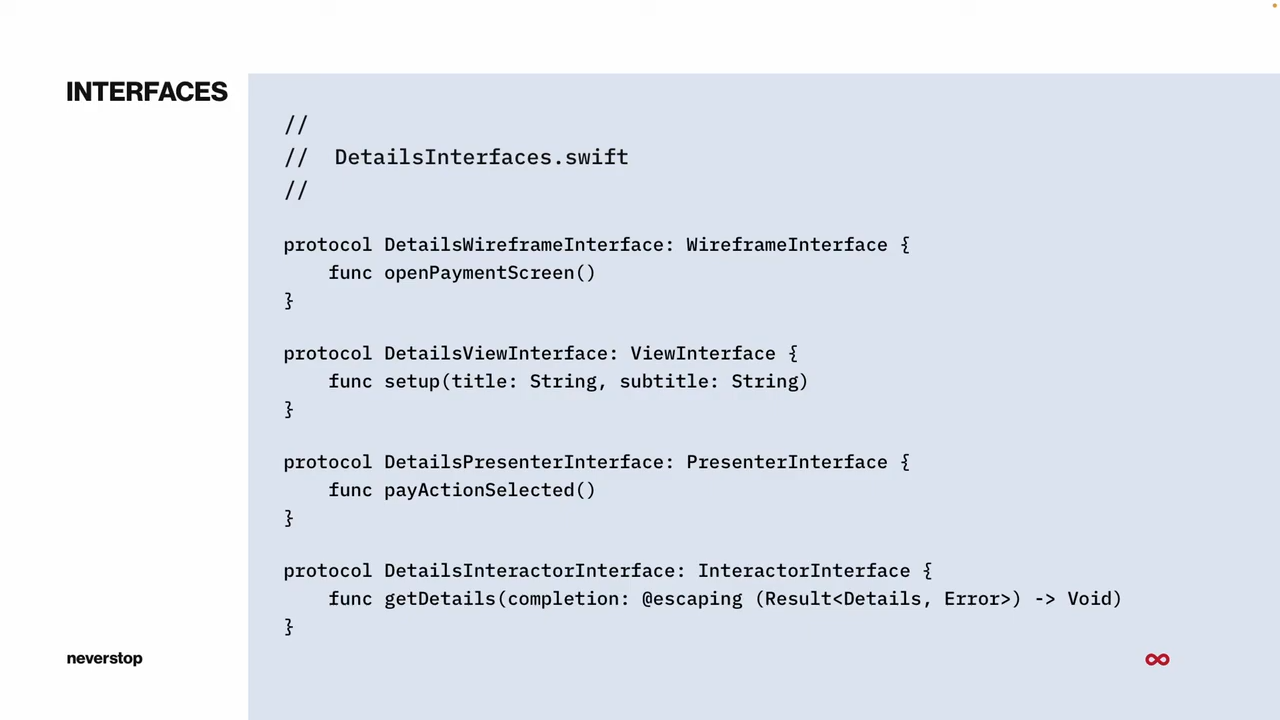 INTERFACES
//
//  DetailsInterfaces.swift
//
protocol DetailsWireframeInterface: WireframeInterface {
    func openPaymentScreen()
}
protocol DetailsViewInterface: ViewInterface {
    func setup(title: String, subtitle: String)
}
protocol DetailsPresenterInterface: PresenterInterface {
    func payActionSelected()
}
protocol DetailsInteractorInterface: InteractorInterface {
    func getDetails(completion: @escaping (Result<Details, Error>) -> Void)
}
neverstop